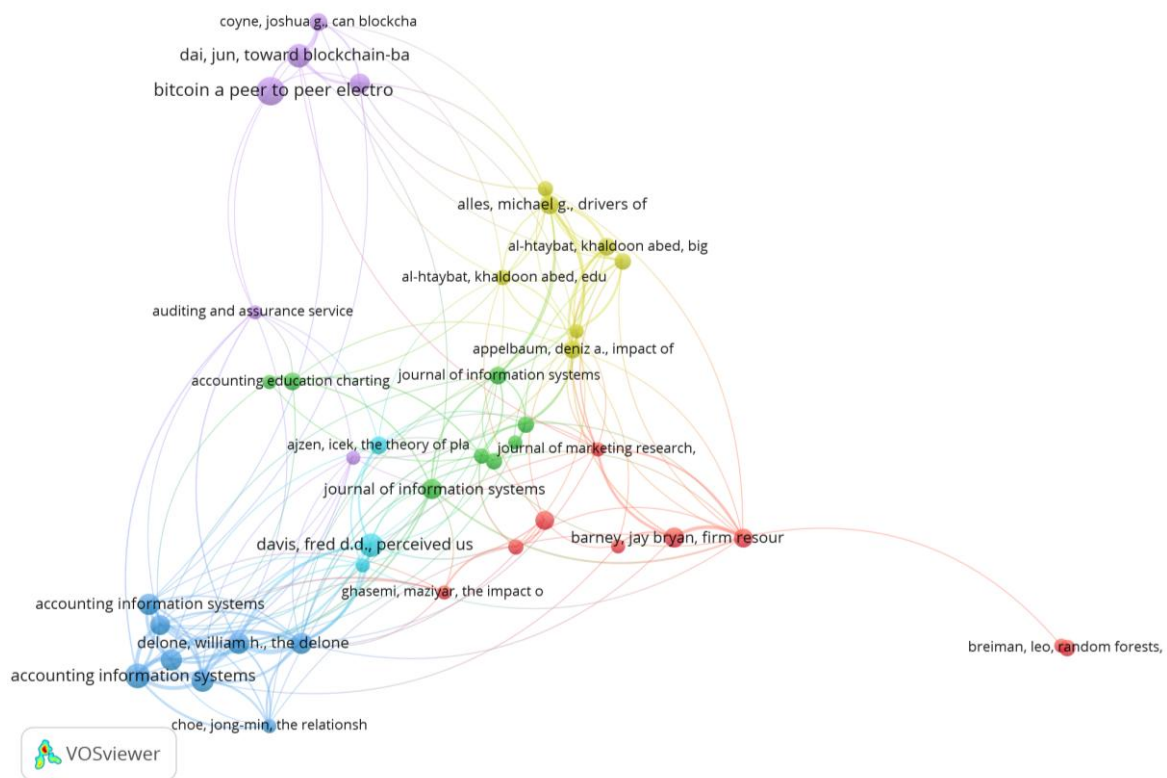 coyne, joshua g., can blockcha
dai, jun, toward blockchain-ba
bitcoin a peer to peer electro
alles, michael g., drivers of
al-htaybat, khaldoon abed, big
al-htaybat, khaldoon abed, edu
auditing and assurance service
appelbaum, deniz a., impact of
journal of information systems
accounting education charting
ajzen, icek, the theory of pla
journal of marketing research,
journal of information systems
barney, jay bryan, firm resour
davis, fred d.d., perceived us
ghasemi, maziyar, the impact o
accounting information systems
delone, william h., the delone
breiman, leo, random forests,
accounting information systems
choe, jong-min, the relationsh
VOSviewer